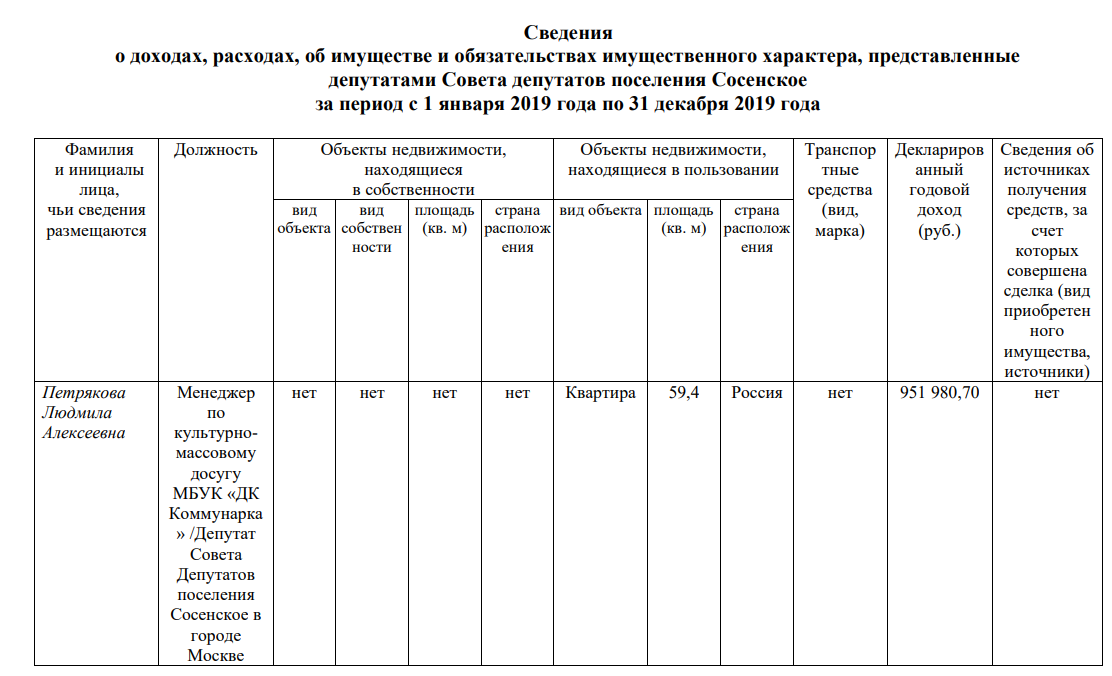 Сведения
о доходах, расходах, об имуществе и обязательствах имущественного характера, представленные
депутатами Совета депутатов поселения Сосенское
за период с 1 января 2019 года по 31 декабря 2019 года
Фамилия
и инициалы
лица,
чьи сведения
размещаются
Должность
Объекты недвижимости,
находящиеся
в собственности
Объекты недвижимости,
находящиеся в пользовании
Транспор
тные
средства
(вид,
марка)
Деклариров
анный
годовой
доход
(руб.)
Сведения об
источниках
получения
средств, за
счет
которых
совершена
сделка (вид
приобретен
ного
имущества,
источники)
вид
объекта
вид
собствен
ности
площадь
(кв. м)
страна
располож
ения
вид объекта
площадь
(кв. м)
страна
располож
ения
Петрякова
Людмила
Алексеевна
Менеджер
по
культурно-
массовому
досугу
МБУК «ДК
Коммунарка
» /Депутат
Совета
Депутатов
поселения
Сосенское в
городе
Москве
нет
нет
нет
нет
Квартира
59,4
Россия
нет
951 980,70
нет